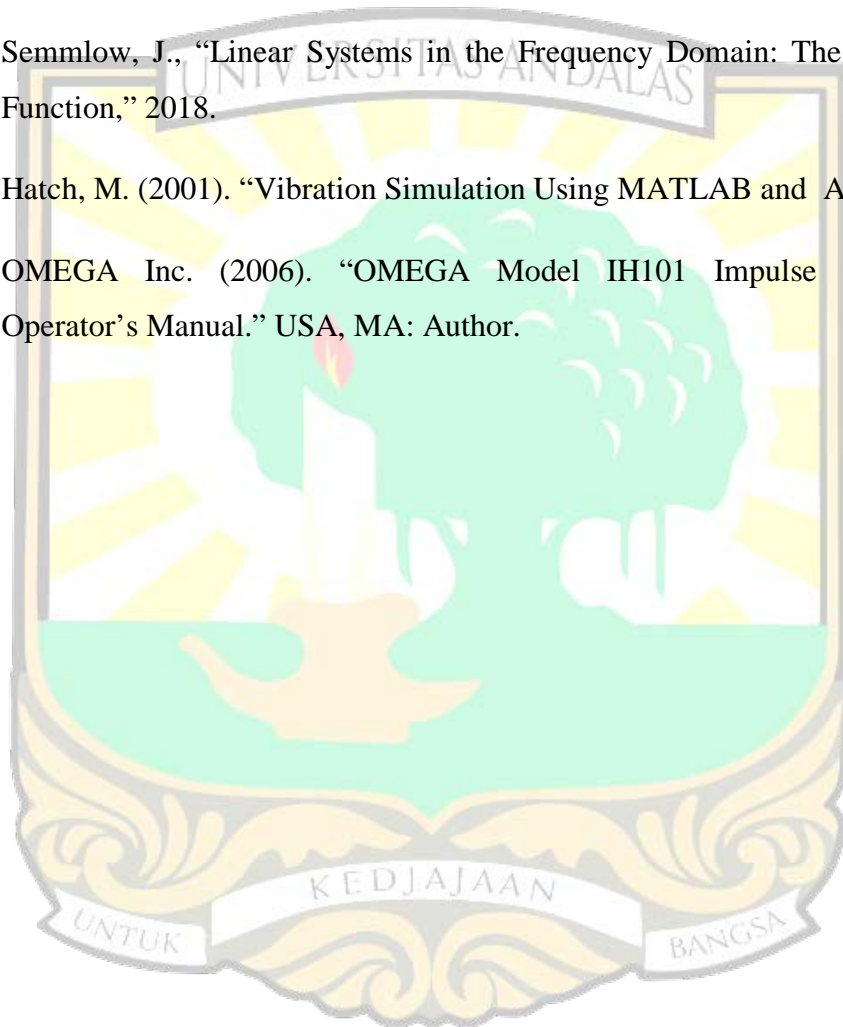 Semmlow, J., “Linear Systems in the Frequency Domain: The
UNIVERSITAS ANDALAS
Function,” 2018.
Hatch, M. (2001). “Vibration Simulation Using MATLAB and A
OMEGA Inc. (2006). “OMEGA Model IH101 Impulse
Operator’s Manual.” USA, MA: Author.
KEDJAJAAN
UNTUK
BANGSA